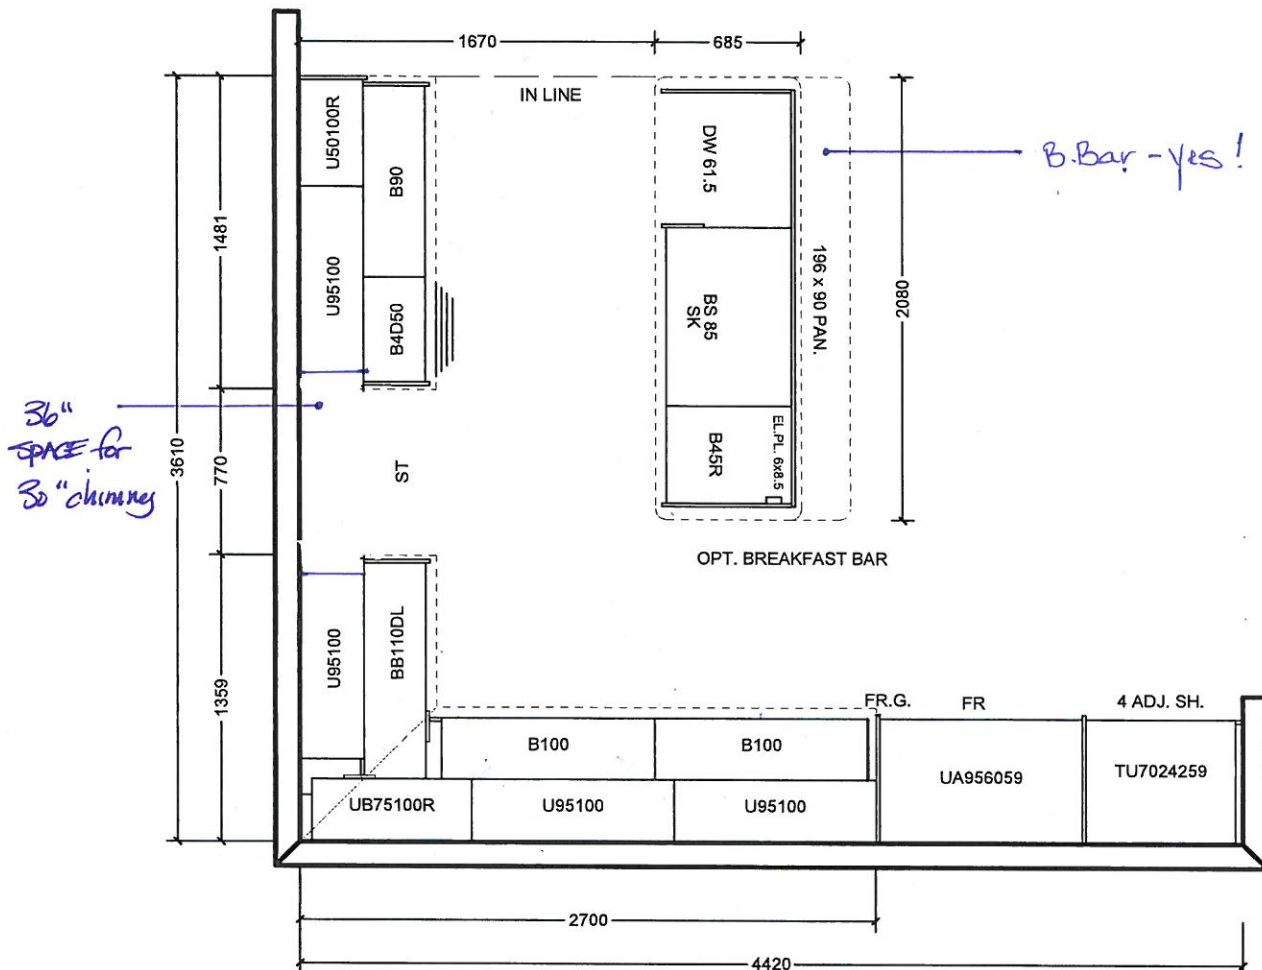 1670
685
IN LINE
B.Bar - yes !
U50100R
B90
DW 61.5
1481
U95100
B4D50
196 x 90 PAN.
BS 85
SK
2080
36"
SPACE for
30" chimney
3610
770
ST
B45R
EL.PL. 6x8.5
OPT. BREAKFAST BAR
1359
U95100
BB110DL
FR.G.
FR
4 ADJ. SH.
B100
B100
UA956059
TU7024259
UB75100R
U95100
U95100
2700
4420